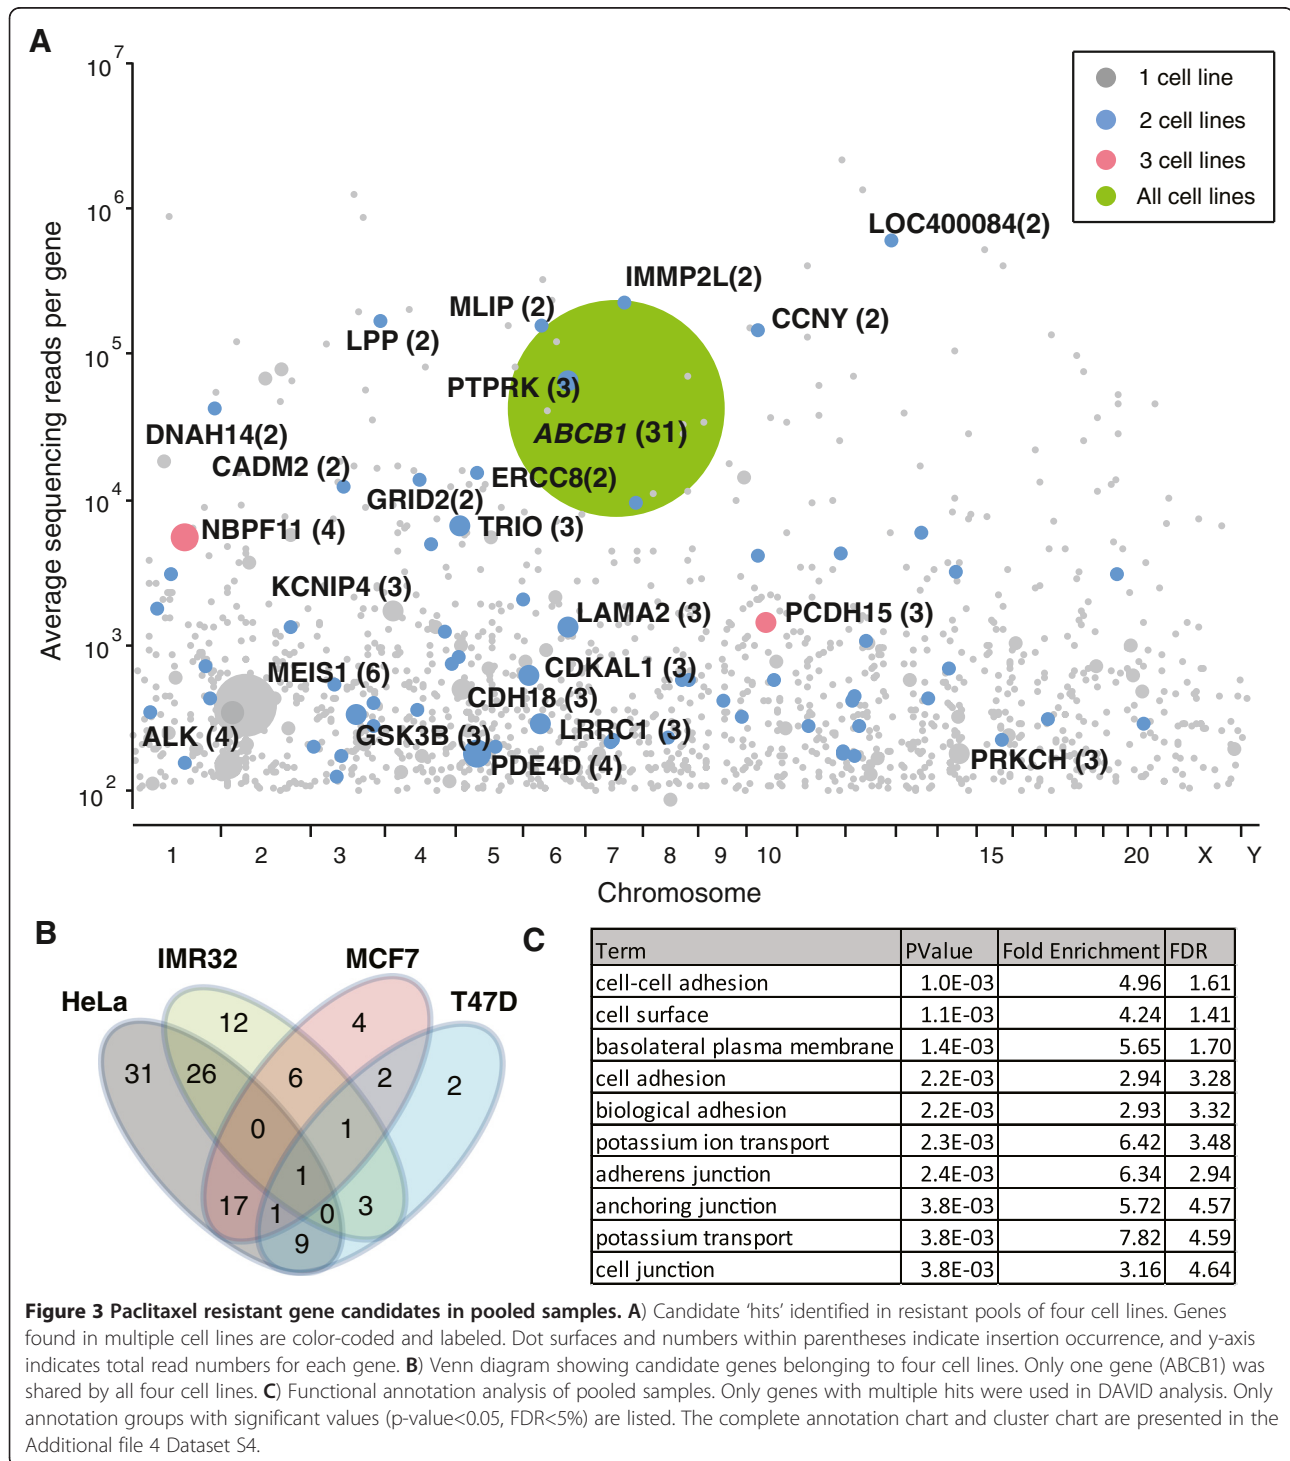 A
10^7
10^6
10^5
10^4
10^3
10^2
Average sequencing reads per gene
1 cell line
2 cell lines
3 cell lines
All cell lines
LOC400084(2)
IMMP2L(2)
MLIP (2)
CCNY (2)
LPP (2)
PTPRK (3)
ABCB1 (31)
DNAH14(2)
CADM2 (2)
ERCC8(2)
GRID2(2)
NBPF11 (4)
TRIO (3)
KCNIP4 (3)
LAMA2 (3)
PCDH15 (3)
MEIS1 (6)
CDKAL1 (3)
CDH18 (3)
ALK (4)
GSK3B (3)
LRRC1 (3)
PDE4D (4)
PRKCH (3)
1 2 3 4 5 6 7 8 9 10 15 20 X Y
Chromosome
B
IMR32
MCF7
HeLa
T47D
12
4
31
26
6
2
2
0
1
1
17
1
0
3
9
C
Term PValue Fold Enrichment FDR
cell-cell adhesion 1.0E-03 4.96 1.61
cell surface 1.1E-03 4.24 1.41
basolateral plasma membrane 1.4E-03 5.65 1.70
cell adhesion 2.2E-03 2.94 3.28
biological adhesion 2.2E-03 2.93 3.32
potassium ion transport 2.3E-03 6.42 3.48
adherens junction 2.4E-03 6.34 2.94
anchoring junction 3.8E-03 5.72 4.57
potassium transport 3.8E-03 7.82 4.59
cell junction 3.8E-03 3.16 4.64
Figure 3 Paclitaxel resistant gene candidates in pooled samples. A) Candidate 'hits' identified in resistant pools of four cell lines. Genes
found in multiple cell lines are color-coded and labeled. Dot surfaces and numbers within parentheses indicate insertion occurrence, and y-axis
indicates total read numbers for each gene. B) Venn diagram showing candidate genes belonging to four cell lines. Only one gene (ABCB1) was
shared by all four cell lines. C) Functional annotation analysis of pooled samples. Only genes with multiple hits were used in DAVID analysis. Only
annotation groups with significant values (p-value<0.05, FDR<5%) are listed. The complete annotation chart and cluster chart are presented in the
Additional file 4 Dataset S4.